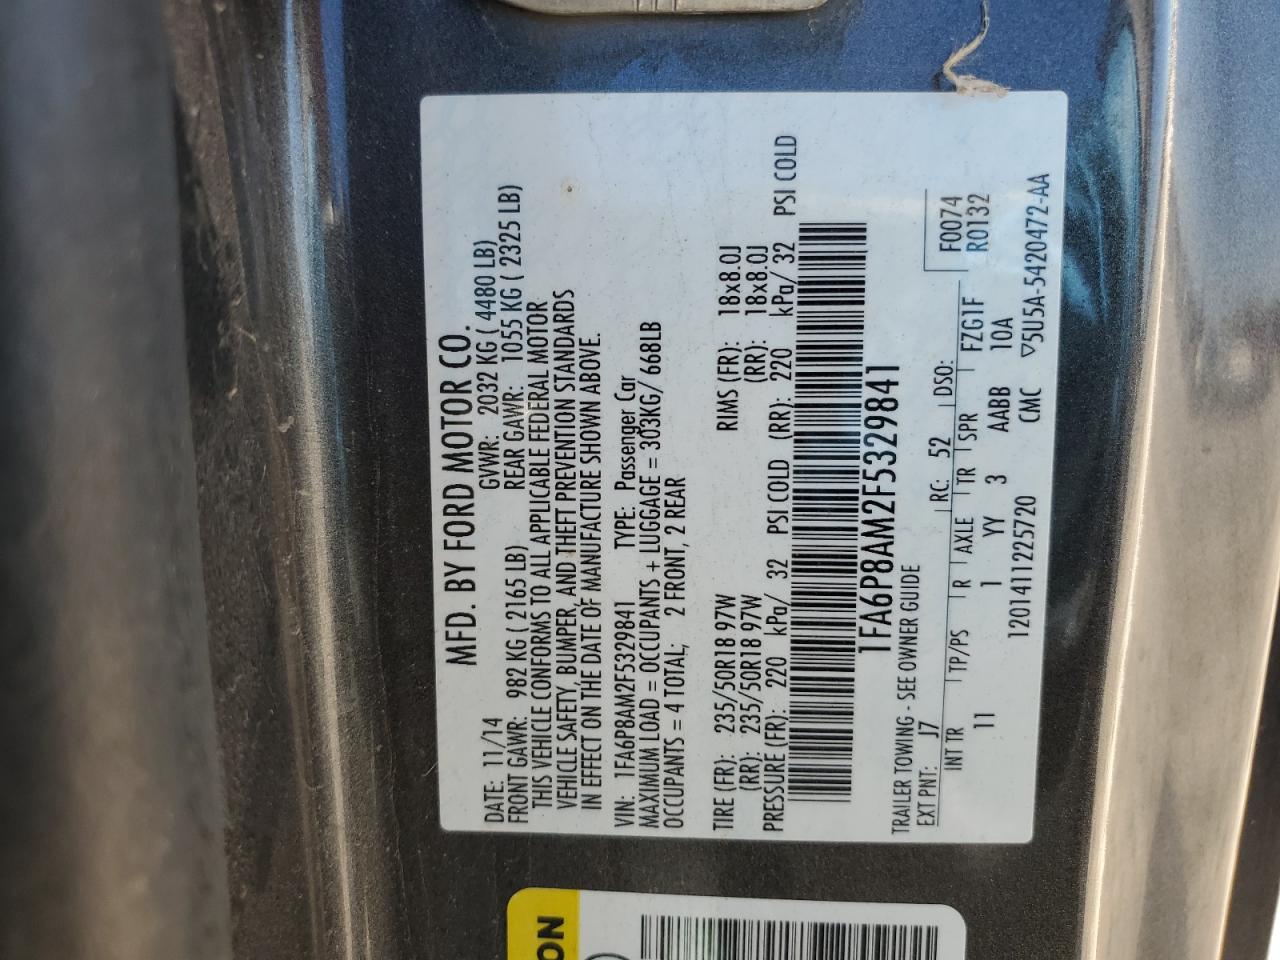 MFD. BY FORD MOTOR CO.
DATE: 11/14 GVWR: 2032 KG ( 4480 LB)
FRONT GAWR: 982 KG ( 2165 LB) REAR GAWR: 1055 KG ( 2325 LB)
THIS VEHICLE CONFORMS TO ALL APPLICABLE FEDERAL MOTOR
VEHICLE SAFETY, BUMPER, AND THEFT PREVENTION STANDARDS
IN EFFECT ON THE DATE OF MANUFACTURE SHOWN ABOVE.
VIN: 1FA6P8AM2F5329841 TYPE: Passenger Car
MAXIMUM LOAD = OCCUPANTS + LUGGAGE = 303KG/ 668LB
OCCUPANTS = 4 TOTAL; 2 FRONT, 2 REAR
TIRE (FR): 235/50R18 97W RIMS (FR): 18x8.0J
(RR): 235/50R18 97W (RR): 18x8.0J
PRESSURE (FR): 220 kPa/ 32 PSI COLD (RR): 220 kPa/ 32 PSI COLD
1FA6P8AM2F5329841
TRAILER TOWING - SEE OWNER GUIDE
EXT PNT: J7 RC: 52 DSO: F0074
INT TR TP/PS R AXLE TR SPR FZG1F R0132
11 1 YY 3 AABB 10A
12014111225720 CMC ▽5U5A-5420472-AA
ON